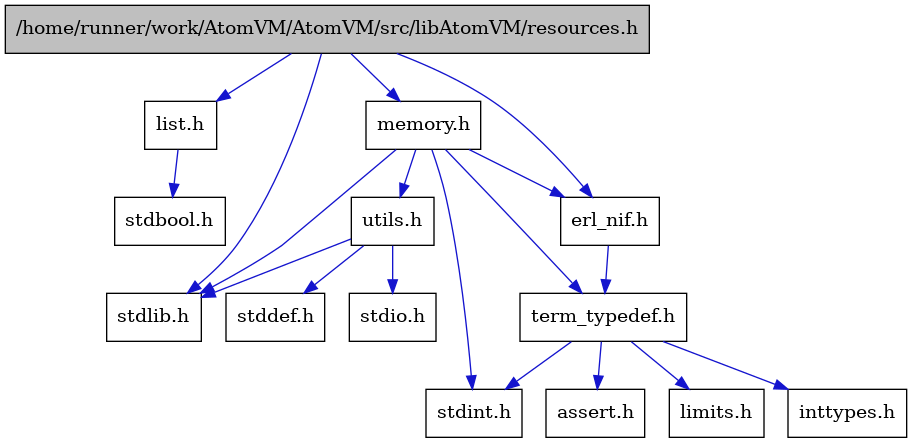 /home/runner/work/AtomVM/AtomVM/src/libAtomVM/resources.h
list.h
memory.h
stdbool.h
utils.h
erl_nif.h
stdlib.h
stddef.h
stdio.h
term_typedef.h
stdint.h
assert.h
limits.h
inttypes.h